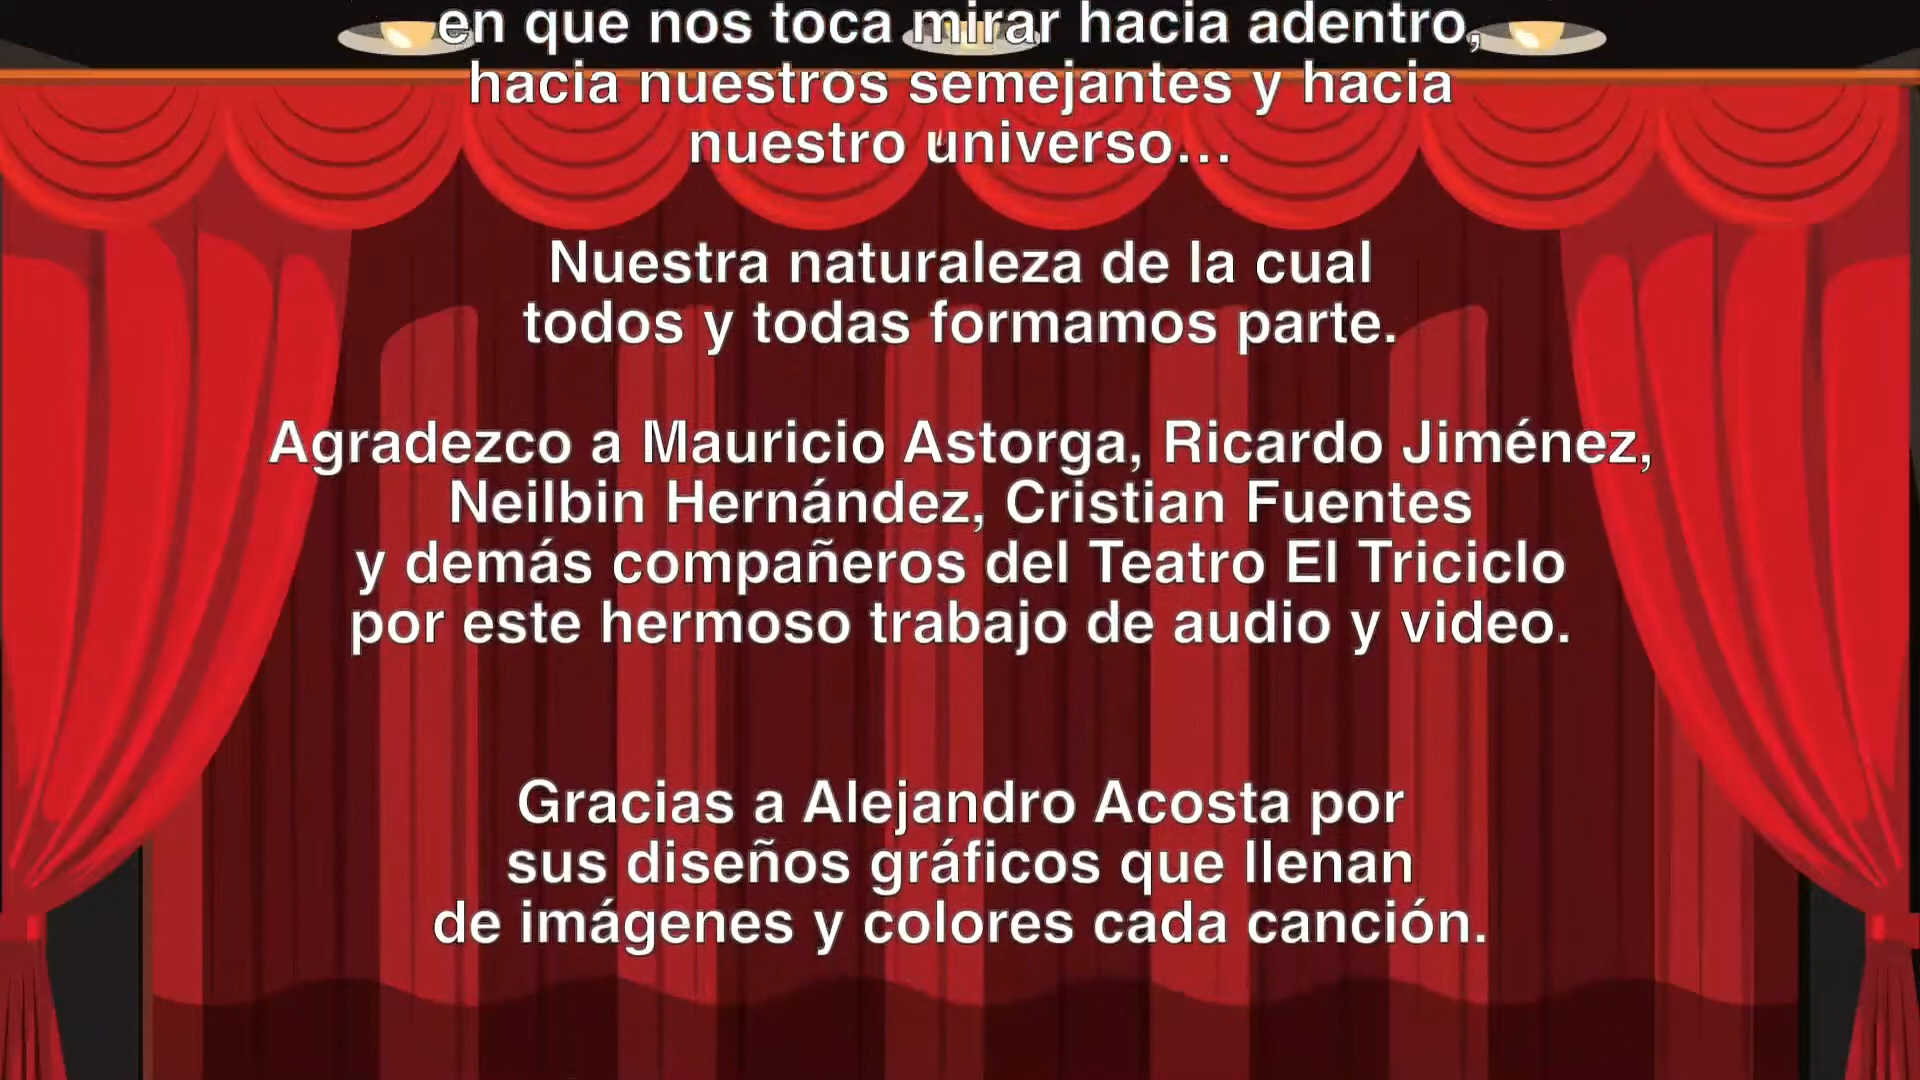 en que nos toca mirar hacia adentro,
hacia nuestros semejantes y hacia
nuestro universo...
Nuestra naturaleza de la cual
todos y todas formamos parte.
Agradezco a Mauricio Astorga, Ricardo Jiménez,
Neilbin Hernández, Cristian Fuentes
y demás compañeros del Teatro El Triciclo
por este hermoso trabajo de audio y video.
Gracias a Alejandro Acosta por
sus diseños gráficos que llenan
de imágenes y colores cada canción.